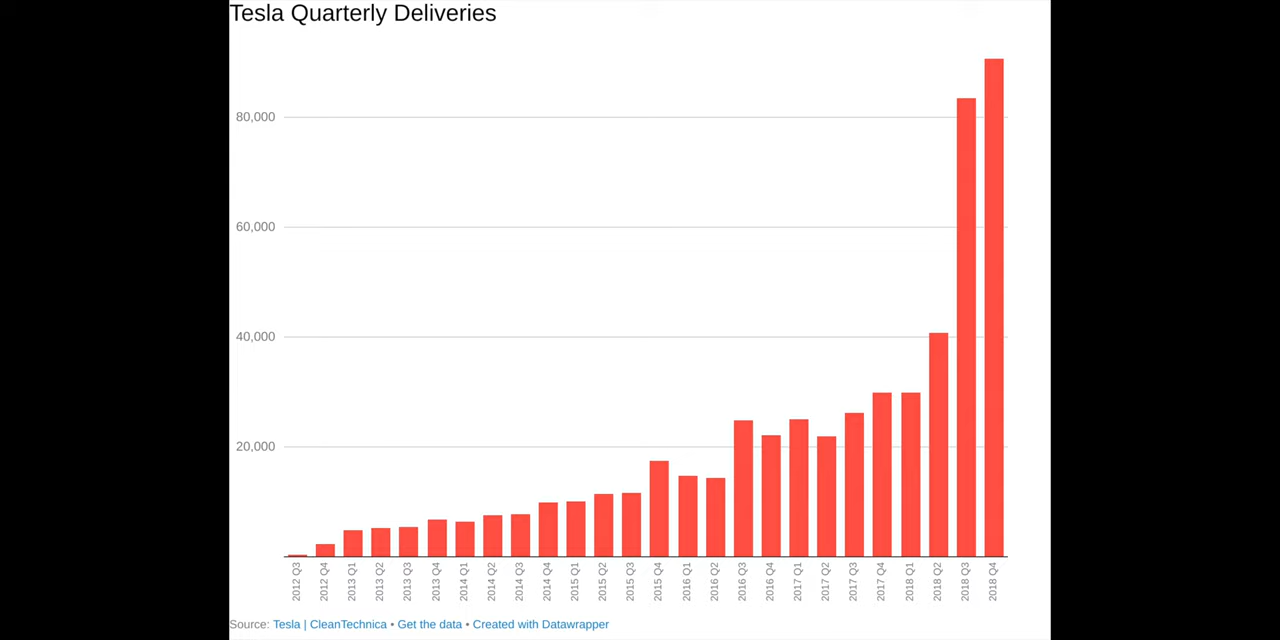 Tesla Quarterly Deliveries
80,000
60,000
40,000
20,000
2012 Q3
2012 Q4
2013 Q1
2013 Q2
2013 Q3
2013 Q4
2014 Q1
2014 Q2
2014 Q3
2014 Q4
2015 Q1
2015 Q2
2015 Q3
2015 Q4
2016 Q1
2016 Q2
2016 Q3
2016 Q4
2017 Q1
2017 Q2
2017 Q3
2017 Q4
2018 Q1
2018 Q2
2018 Q3
2018 Q4
Source: Tesla | CleanTechnica • Get the data • Created with Datawrapper